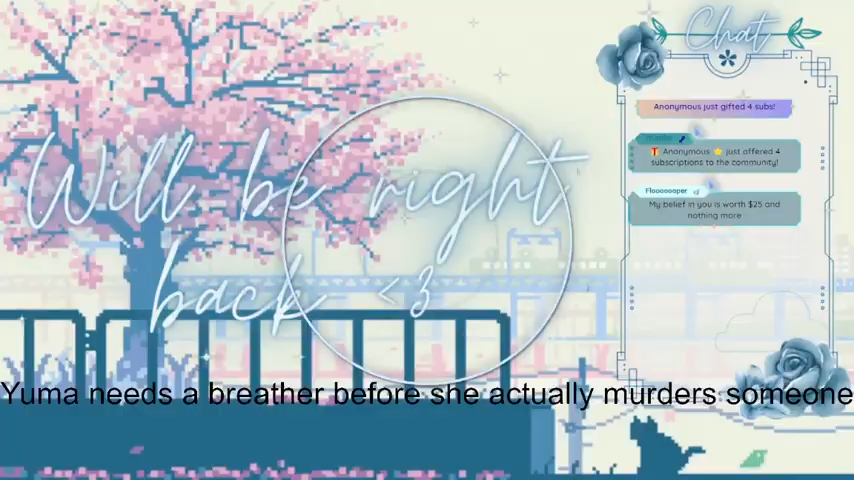 Chat
Anonymous just gifted 4 subs!
Anonymous ⭐ just offered 4
subscriptions to the community!
Flooooooper
My belief in you is worth $25 and
nothing more
Will be right
back <3
Yuma needs a breather before she actually murders someone